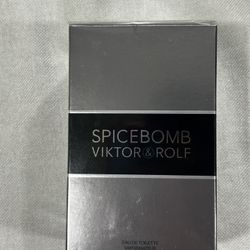 SPICEBOMB
VIKTOR & ROLF
EAU DE TOILETTE